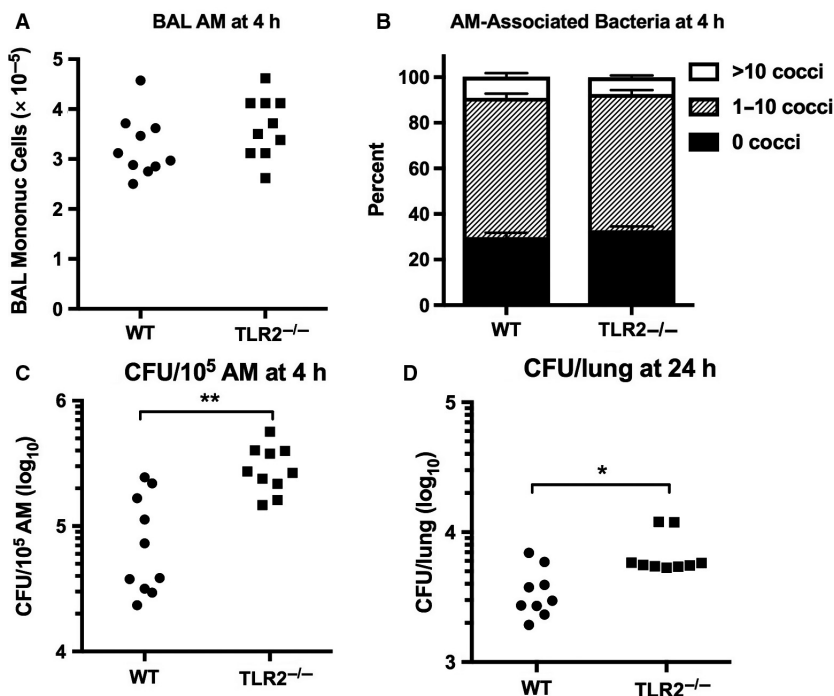 A
BAL AM at 4 h
BAL Mononuc Cells (× 10⁻⁵)
5
4
3
2
1
0
WT
TLR2⁻/⁻
B
AM-Associated Bacteria at 4 h
Percent
100
80
60
40
20
0
WT
TLR2−/−
>10 cocci
1–10 cocci
0 cocci
C
CFU/10⁵ AM at 4 h
CFU/10⁵ AM (log₁₀)
6
5
4
**
WT
TLR2⁻/⁻
D
CFU/lung at 24 h
CFU/lung (log₁₀)
5
4
3
*
WT
TLR2⁻/⁻